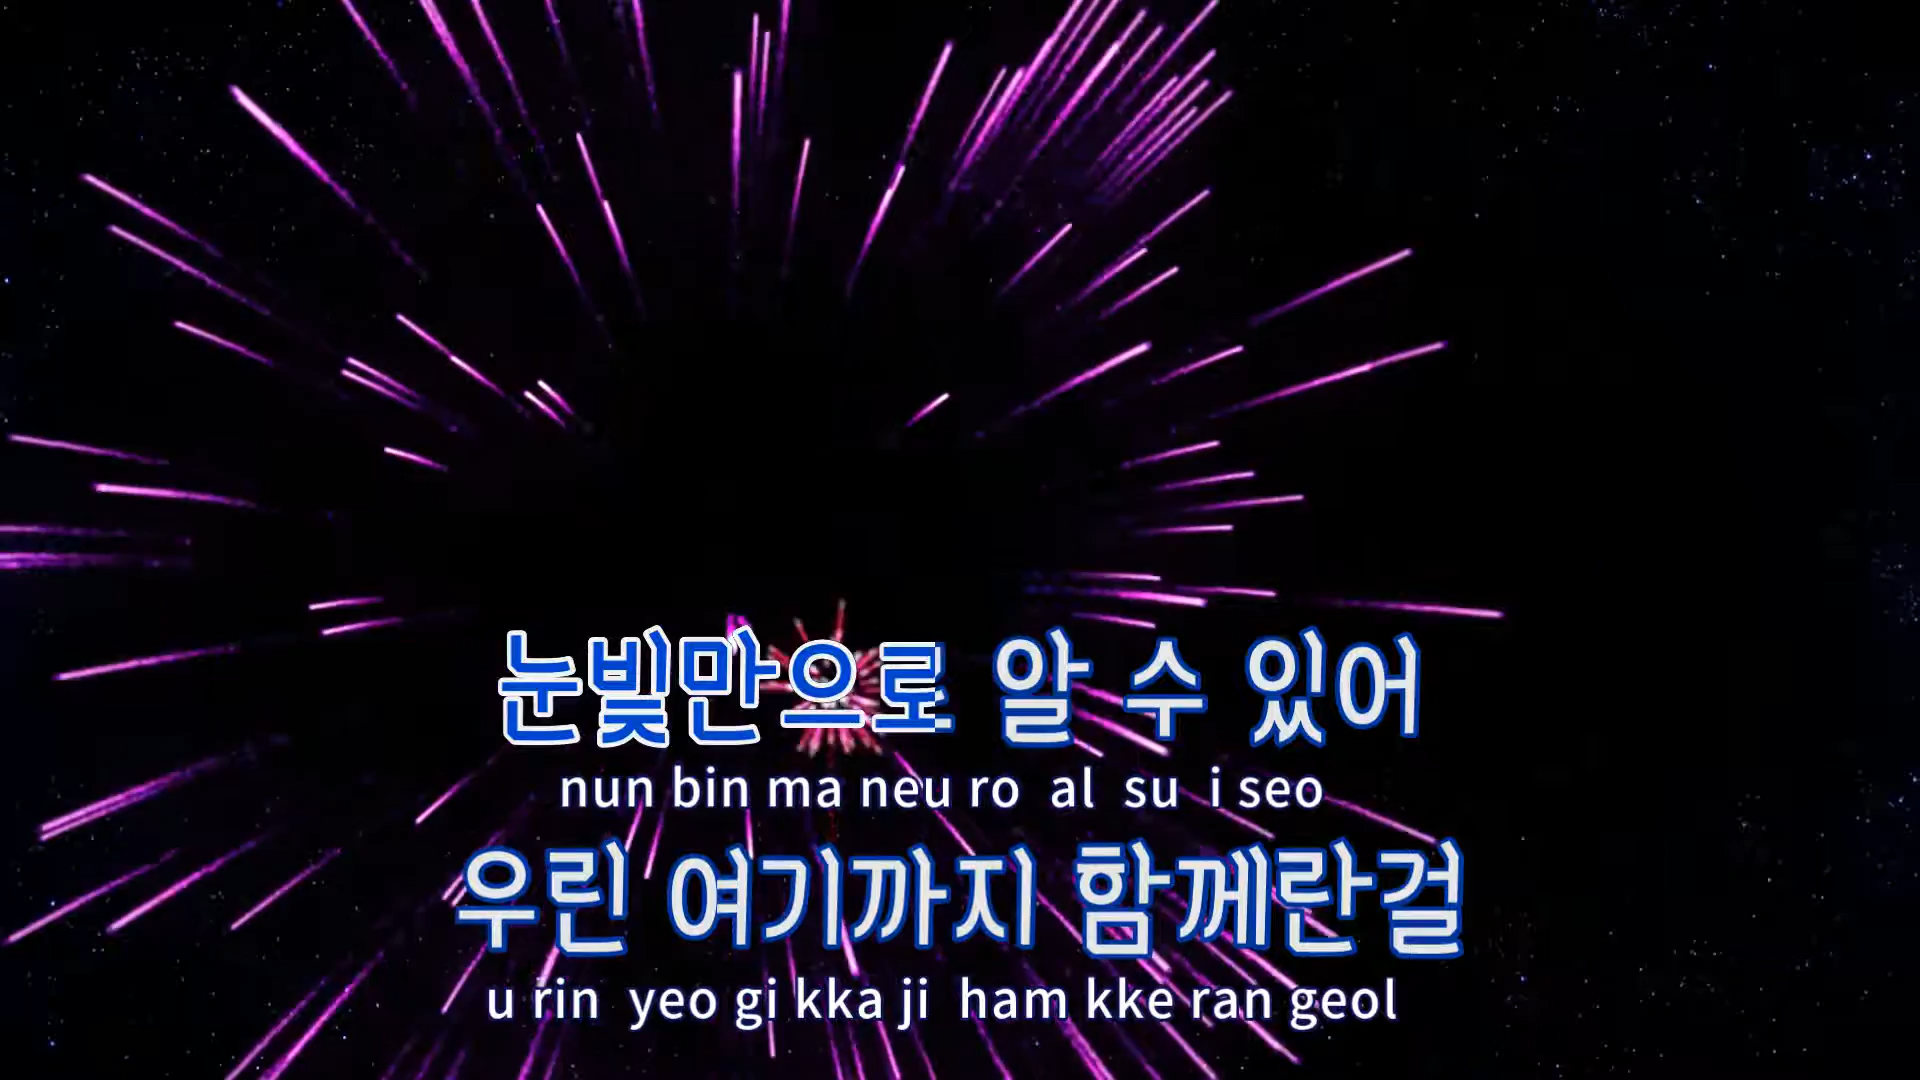 눈빛만으로 알 수 있어
nun bin ma neu ro al su i seo
우린 여기까지 함께란걸
u rin yeo gi kka ji ham kke ran geol